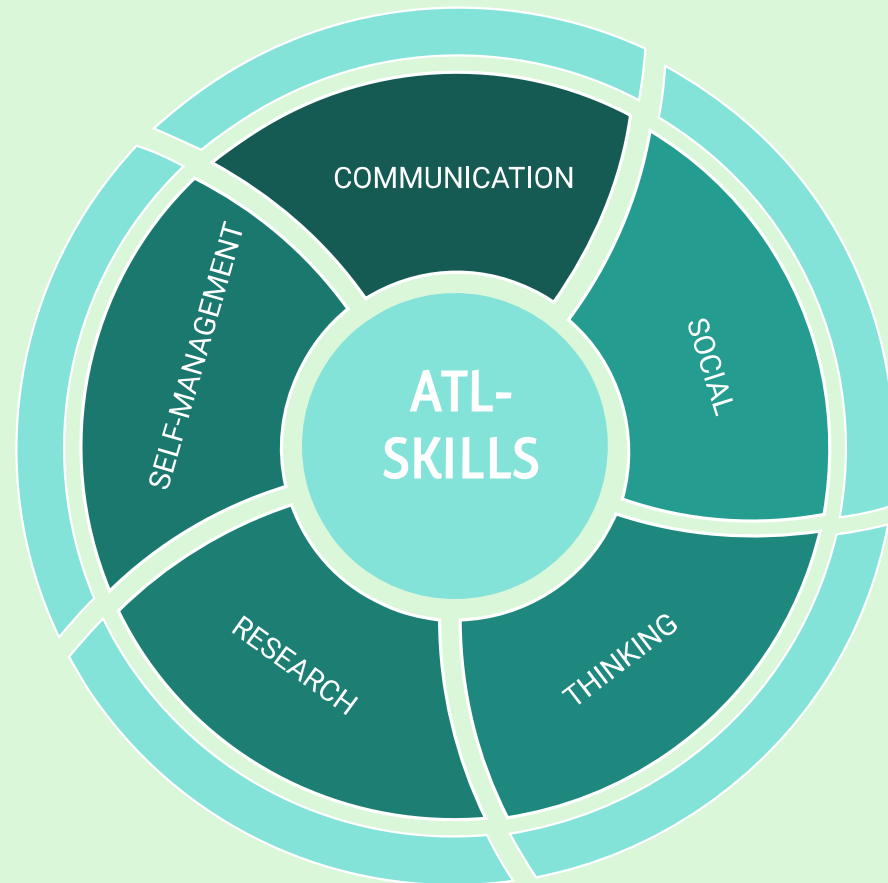 COMMUNICATION
SOCIAL
THINKING
RESEARCH
SELF-MANAGEMENT
ATL-
SKILLS